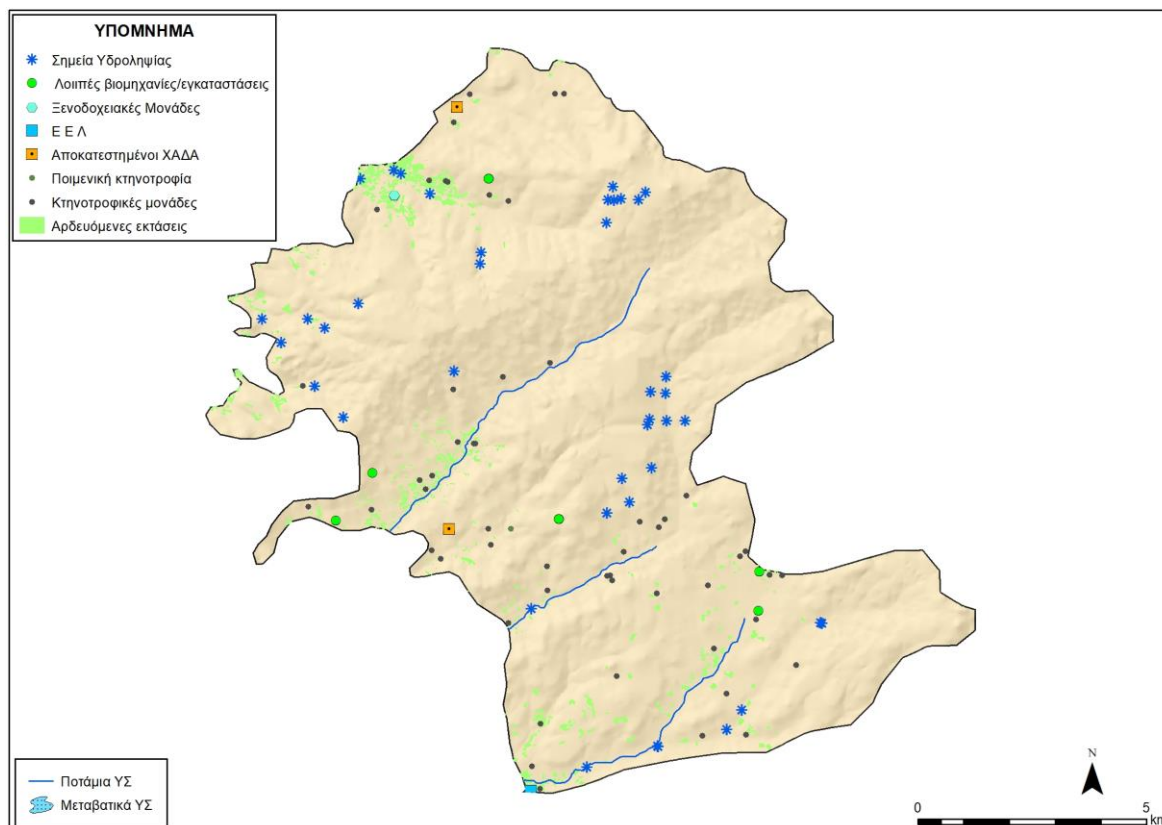 ΥΠΟΜΝΗΜΑ
Σημεία Υδροληψίας
Λοιπές βιομηχανίες/εγκαταστάσεις
Ξενοδοχειακές Μονάδες
Ε Ε Λ
Αποκατεστημένοι ΧΑΔΑ
Ποιμενική κτηνοτροφία
Κτηνοτροφικές μονάδες
Αρδευόμενες εκτάσεις
Ποτάμια ΥΣ
Μεταβατικά ΥΣ
N
0 5
km